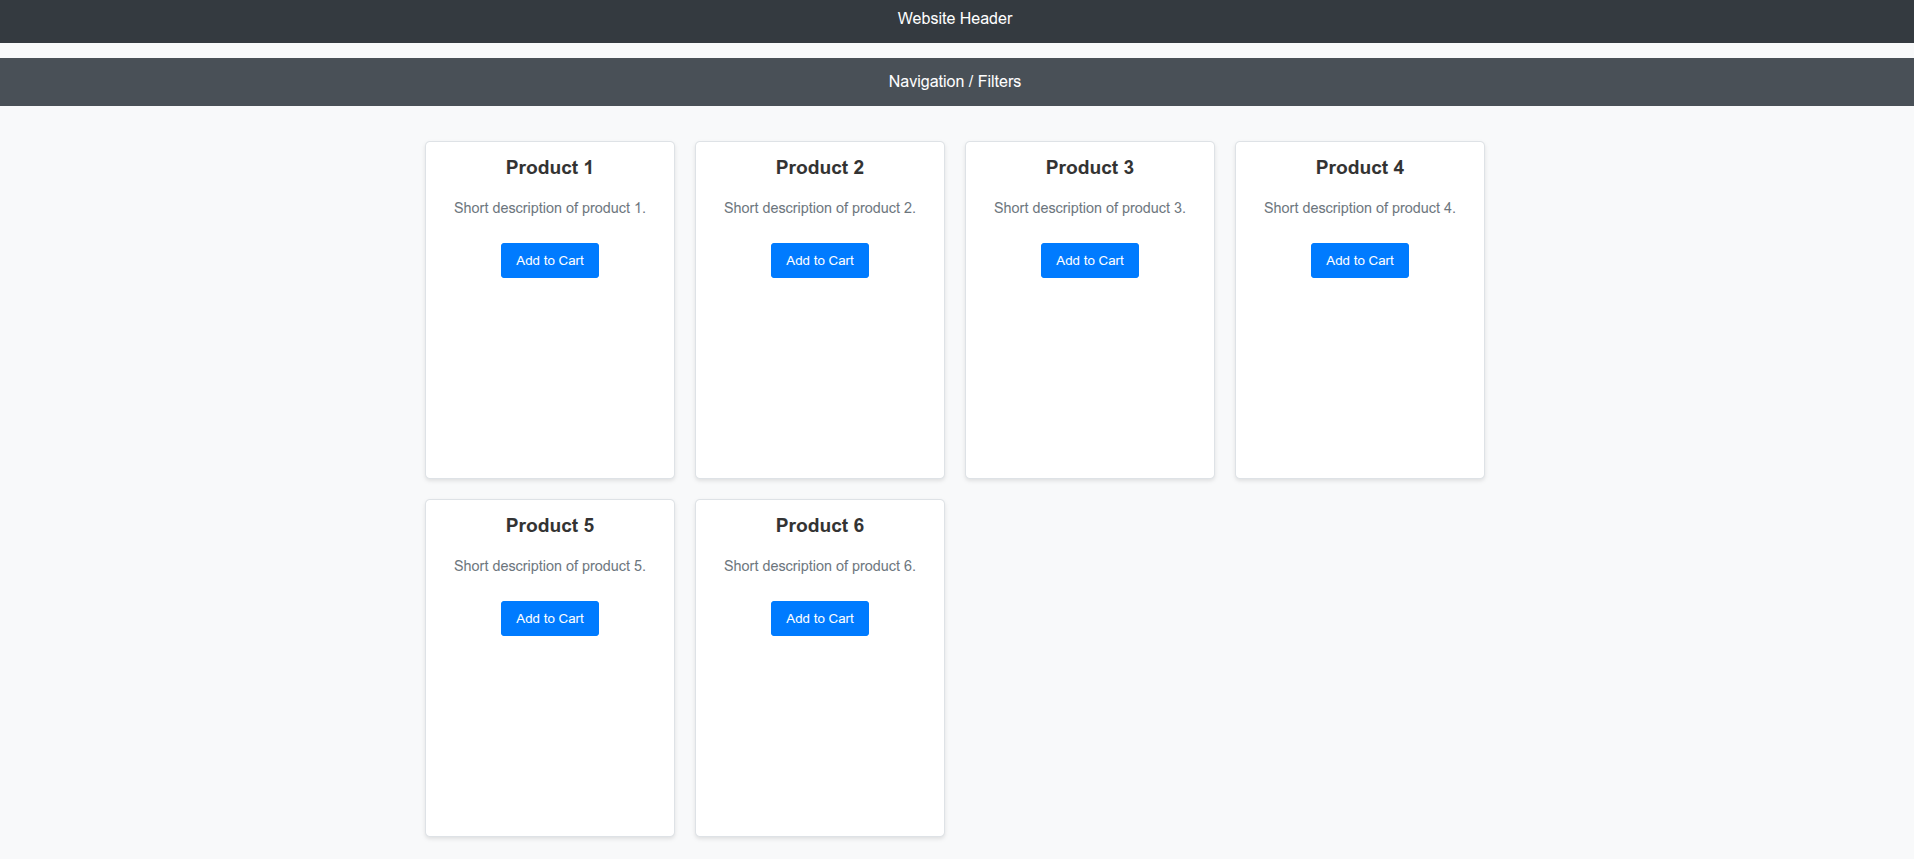 Website Header
Navigation / Filters
Product 1
Short description of product 1.
Add to Cart
Product 2
Short description of product 2.
Add to Cart
Product 3
Short description of product 3.
Add to Cart
Product 4
Short description of product 4.
Add to Cart
Product 5
Short description of product 5.
Add to Cart
Product 6
Short description of product 6.
Add to Cart